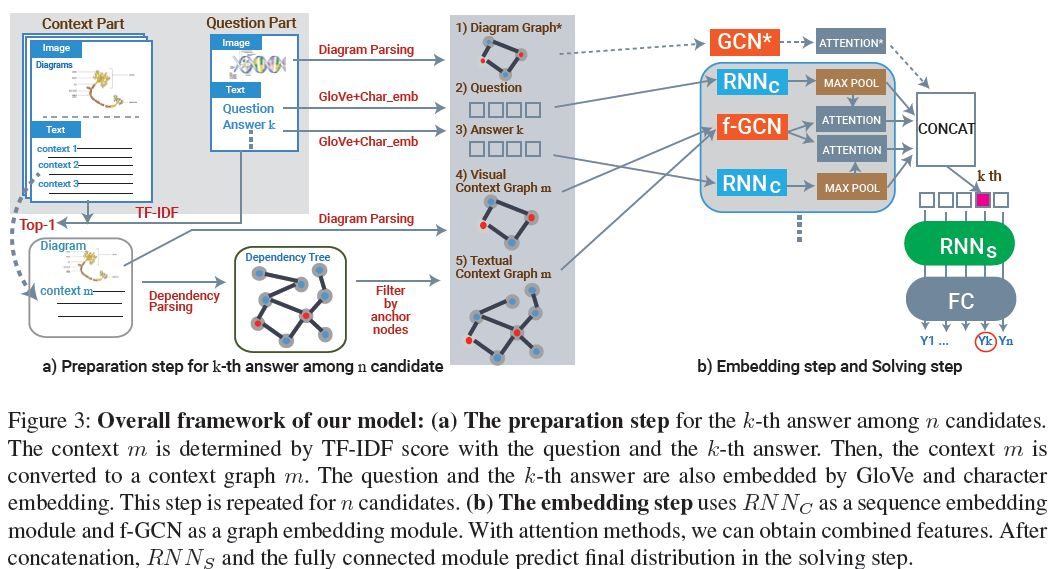 Context Part
Question Part
Image
Diagrams
Text
context 1
context 2
context 3
Image
Text
Question
Answer k
Diagram Parsing
GloVe+Char_emb
GloVe+Char_emb
TF-IDF
Top-1
Diagram
context m
Diagram Parsing
Dependency
Parsing
Dependency Tree
Filter
by
anchor
nodes
1) Diagram Graph*
2) Question
3) Answer k
4) Visual
Context Graph m
5) Textual
Context Graph m
a) Preparation step for k-th answer among n candidate
GCN*
ATTENTION*
RNNC
MAX POOL
f-GCN
ATTENTION
ATTENTION
RNNC
MAX POOL
CONCAT
k th
RNNS
FC
Y1 ...
Yk
Yn
b) Embedding step and Solving step
Figure 3: Overall framework of our model: (a) The preparation step for the k-th answer among n candidates.
The context m is determined by TF-IDF score with the question and the k-th answer. Then, the context m is
converted to a context graph m. The question and the k-th answer are also embedded by GloVe and character
embedding. This step is repeated for n candidates. (b) The embedding step uses RNNC as a sequence embedding
module and f-GCN as a graph embedding module. With attention methods, we can obtain combined features. After
concatenation, RNNS and the fully connected module predict final distribution in the solving step.